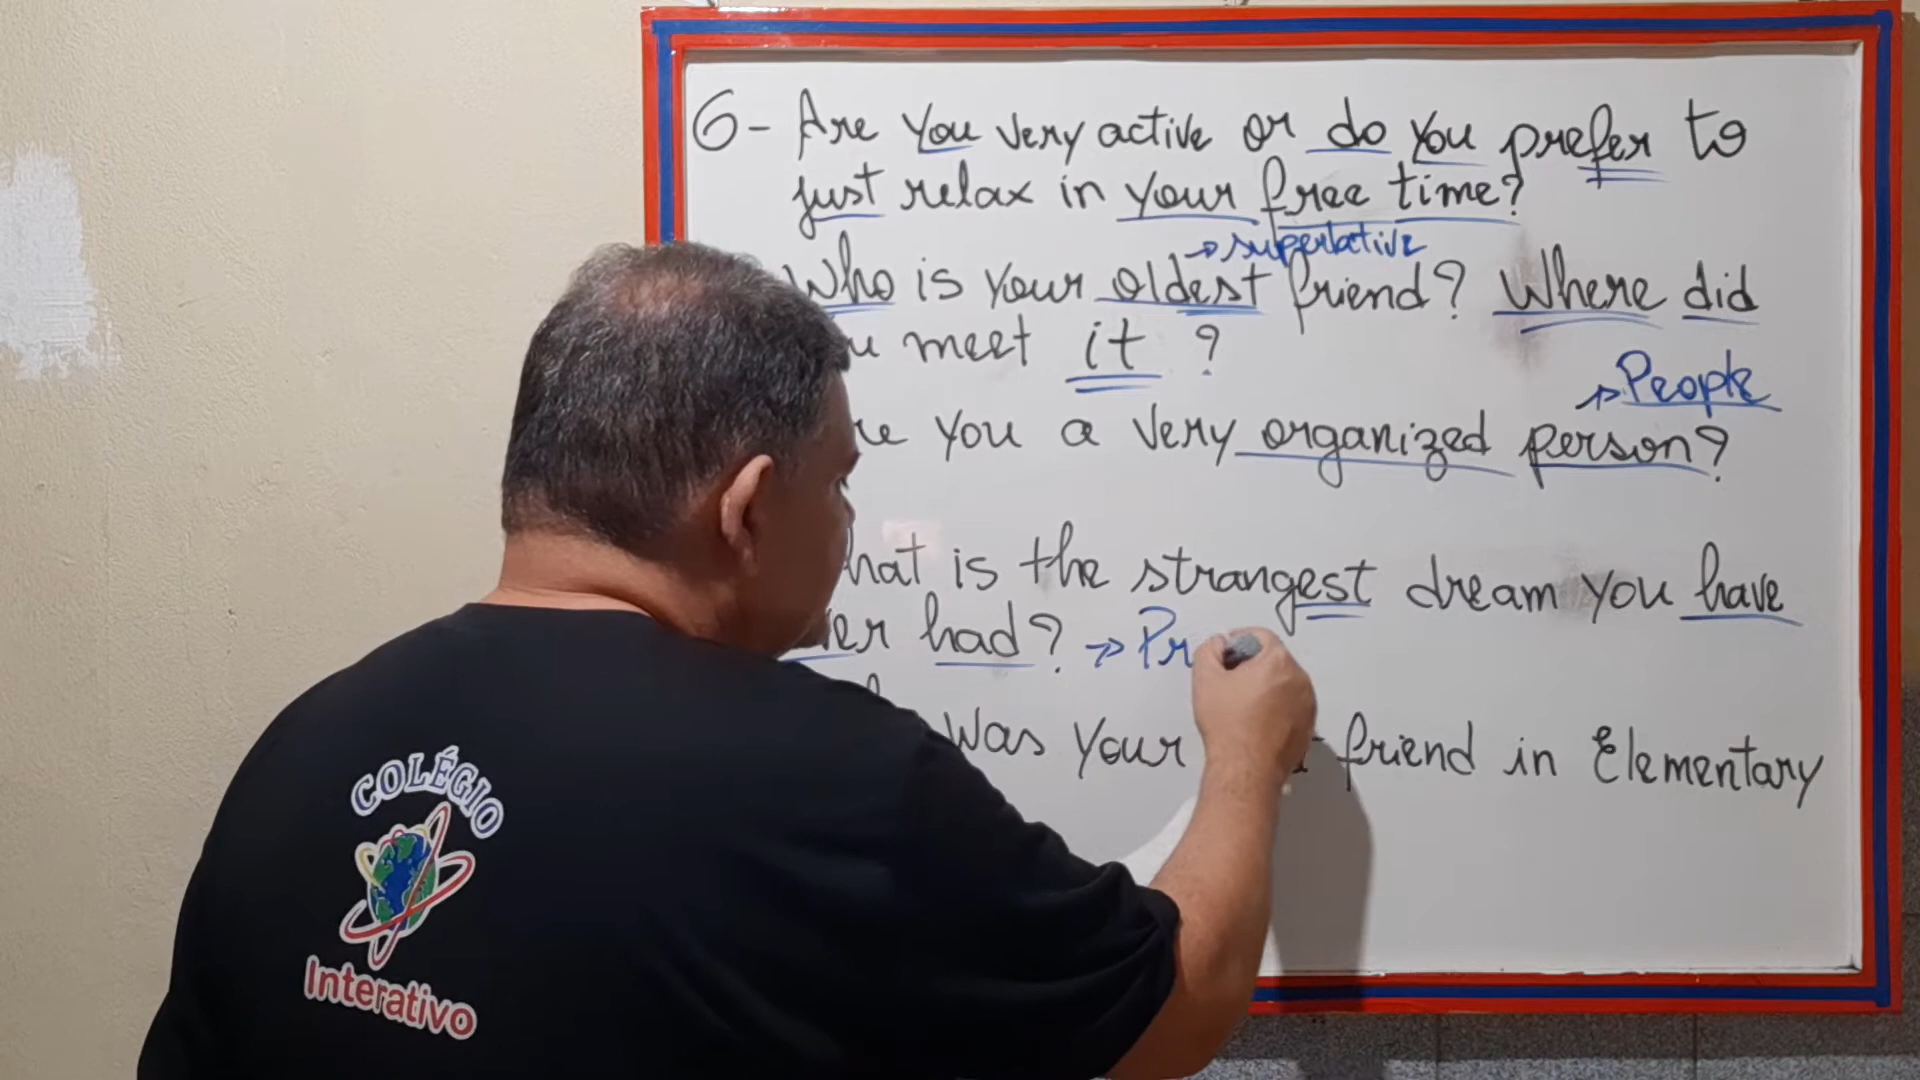 6- Are you very active or do you prefer to
just relax in your free time?
→ superlative
Who is your oldest friend? Where did
meet it ?
→ People
you a very organized person?
is the strangest dream you have
had? →
was your friend in Elementary
COLÉGIO
Interativo